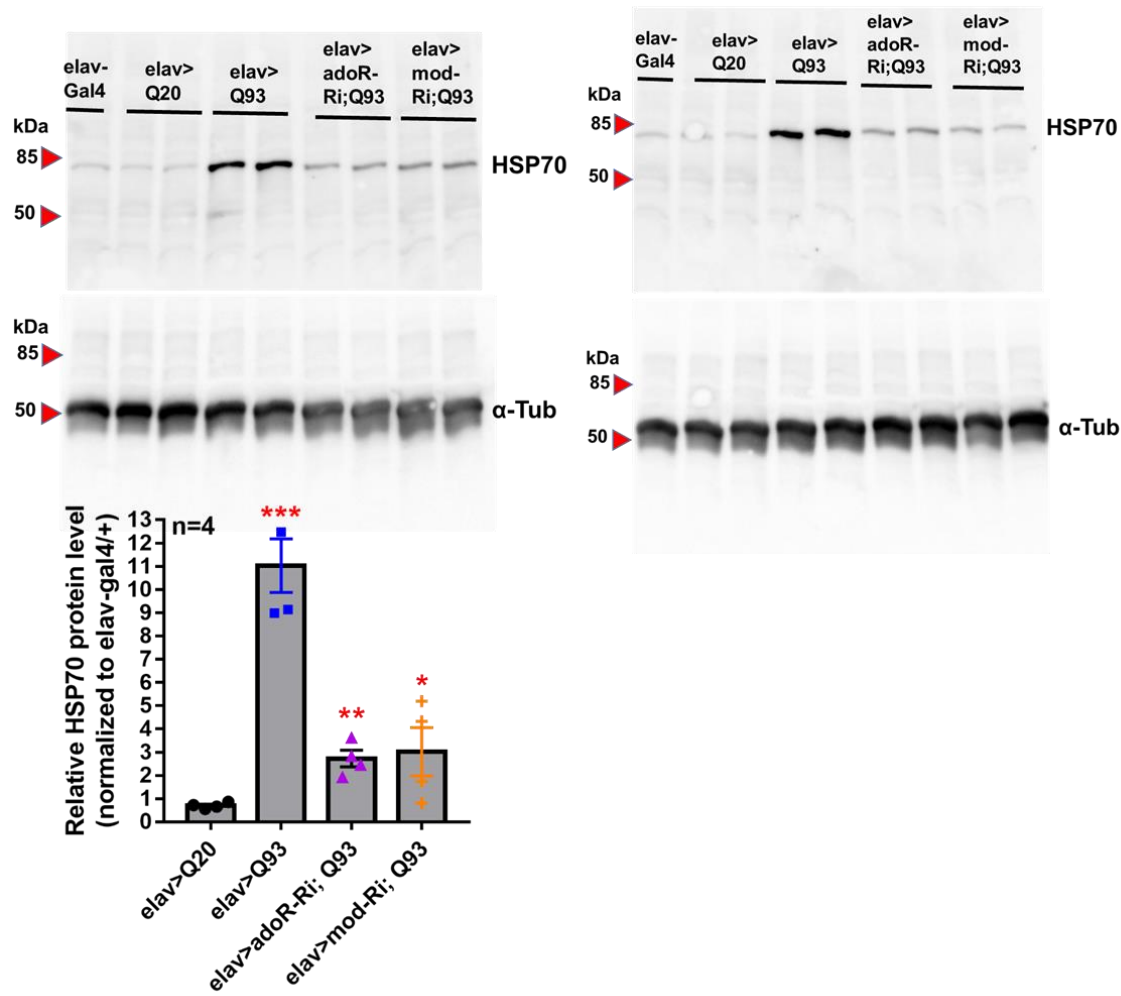 elav-
Gal4
elav>
Q20
elav>
Q93
elav>
adoR-
Ri;Q93
elav>
mod-
Ri;Q93
kDa
85
50
HSP70
kDa
85
50
α-Tub
elav-
Gal4
elav>
Q20
elav>
Q93
elav>
adoR-
Ri;Q93
elav>
mod-
Ri;Q93
kDa
85
50
HSP70
kDa
85
50
α-Tub
Relative HSP70 protein level
(normalized to elav-gal4/+)
13
12
11
10
9
8
7
6
5
4
3
2
1
0
n=4
***
**
*
elav>Q20
elav>Q93
elav>adoR-Ri; Q93
elav>mod-Ri; Q93